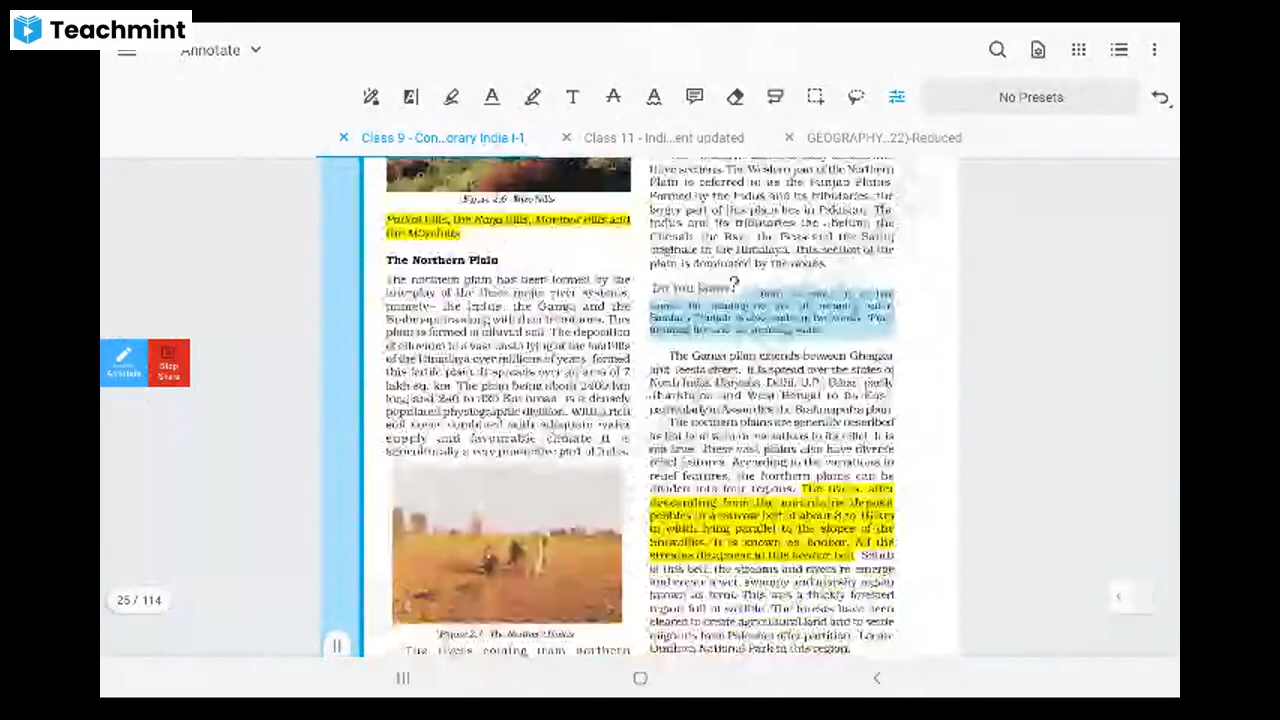 Teachmint
Annotate
No Presets
Class 9 - Con...orary India I-1
Class 11 - Indi...ent updated
GEOGRAPHY...22)-Reduced
Annotate
Stop
Share
25 / 114
the Mizo hills
The Northern Plain
The northern plain has been formed by the
interplay of the three major river systems,
namely— the Indus, the Ganga and the
Brahmaputra along with their tributaries. This
plain is formed of alluvial soil. The deposition
of alluvium in a vast basin lying at the foothills
of the Himalaya over millions of years, formed
this fertile plain. It spreads over an area of 7
lakh sq. km. The plain being about 2400 km
long and 240 to 320 Km broad, is a densely
populated physiographic division. With a rich
soil cover combined with adequate water
supply and favourable climate it is
agriculturally a very productive part of India.
The rivers coming from northern
three sections. The Western part of the Northern
Plain is referred to as the Punjab Plains.
Formed by the Indus and its tributaries, the
larger part of this plain lies in Pakistan. The
Indus and its tributaries the Jhelum, the
Chenab, the Ravi, the Beas and the Satluj
originate in the Himalaya. This section of the
plain is dominated by the doabs.
Do you know?
The Ganga plain extends between Ghaggar
and Teesta rivers. It is spread over the states of
North India, Haryana, Delhi, U.P., Bihar, partly
Jharkhand and West Bengal to its East,
particularly in Assam lies the Brahmaputra plain.
The northern plains are generally described
as flat land with no variations in its relief. It is
not true. These vast plains also have diverse
relief features. According to the variations in
relief features, the Northern plains can be
divided into four regions. The rivers, after
descending from the mountains deposit
pebbles in a narrow belt of about 8 to 16 km
in width lying parallel to the slopes of the
Shiwaliks. It is known as bhabar. All the
streams disappear in this bhabar belt. South
of this belt, the streams and rivers re-emerge
and create a wet, swampy and marshy region
known as terai. This was a thickly forested
region full of wildlife. The forests have been
cleared to create agricultural land and to settle
migrants from Pakistan after partition. Locate
Dudhwa National Park in this region.